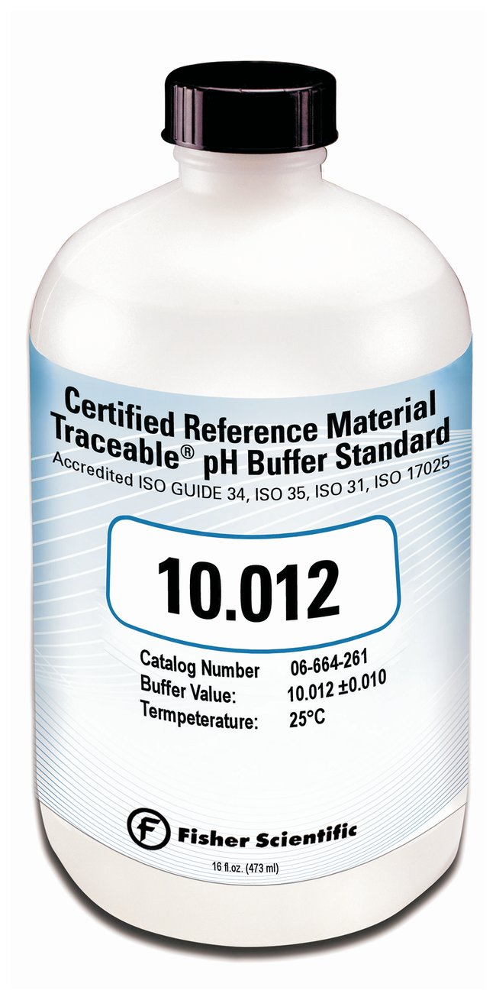 Certified Reference Material
Traceable® pH Buffer Standard
Accredited ISO GUIDE 34, ISO 35, ISO 31, ISO 17025
10.012
Catalog Number 06-664-261
Buffer Value: 10.012 ±0.010
Termpeterature: 25°C
F Fisher Scientific
16 fl.oz. (473 ml)